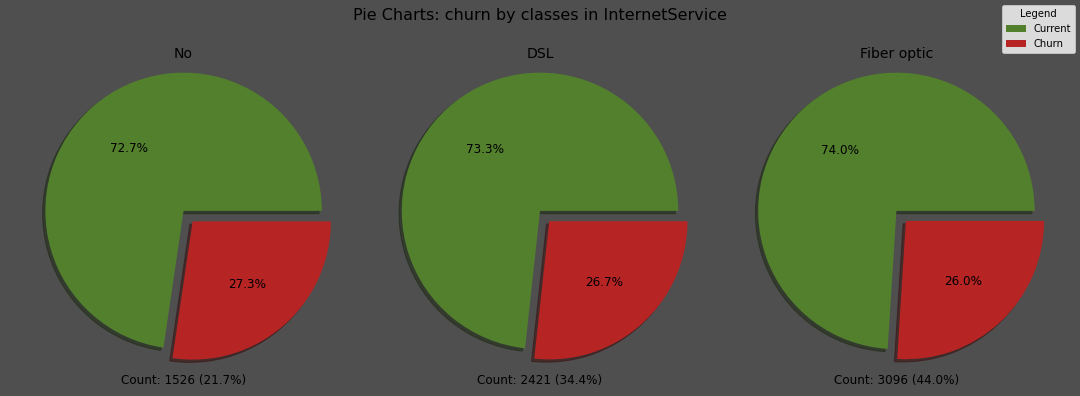 Pie Charts: churn by classes in InternetService
Legend
Current
Churn
No
DSL
Fiber optic
72.7%
73.3%
74.0%
27.3%
26.7%
26.0%
Count: 1526 (21.7%)
Count: 2421 (34.4%)
Count: 3096 (44.0%)